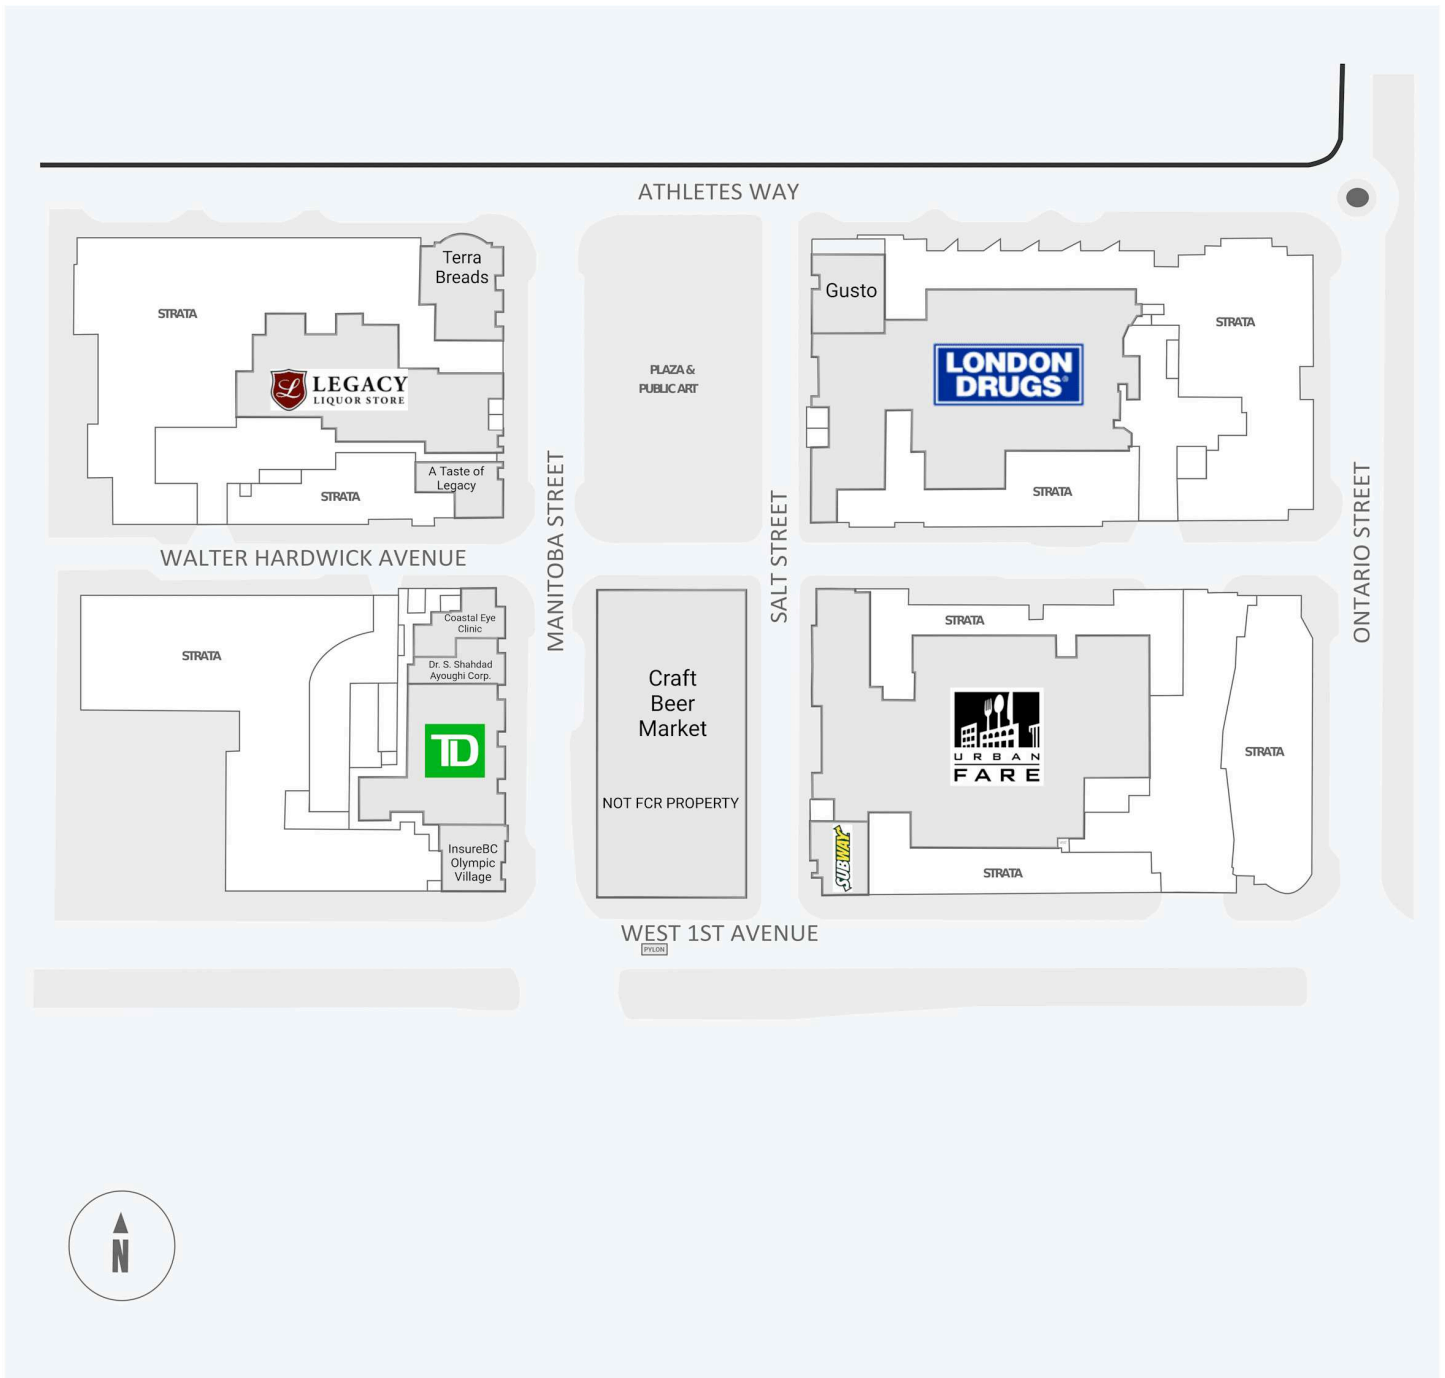 ATHLETES WAY
Terra
Breads
STRATA
L
LEGACY
LIQUOR STORE
A Taste of
Legacy
STRATA
PLAZA &
PUBLIC ART
Gusto
LONDON
DRUGS
STRATA
STRATA
WALTER HARDWICK AVENUE
MANITOBA STREET
SALT STREET
ONTARIO STREET
STRATA
Coastal Eye
Clinic
Dr. S. Shahdad
Ayoughi Corp.
TD
InsureBC
Olympic
Village
Craft
Beer
Market
NOT FCR PROPERTY
STRATA
URBAN
FARE
SUBWAY
STRATA
STRATA
WEST 1ST AVENUE
PYLON
N